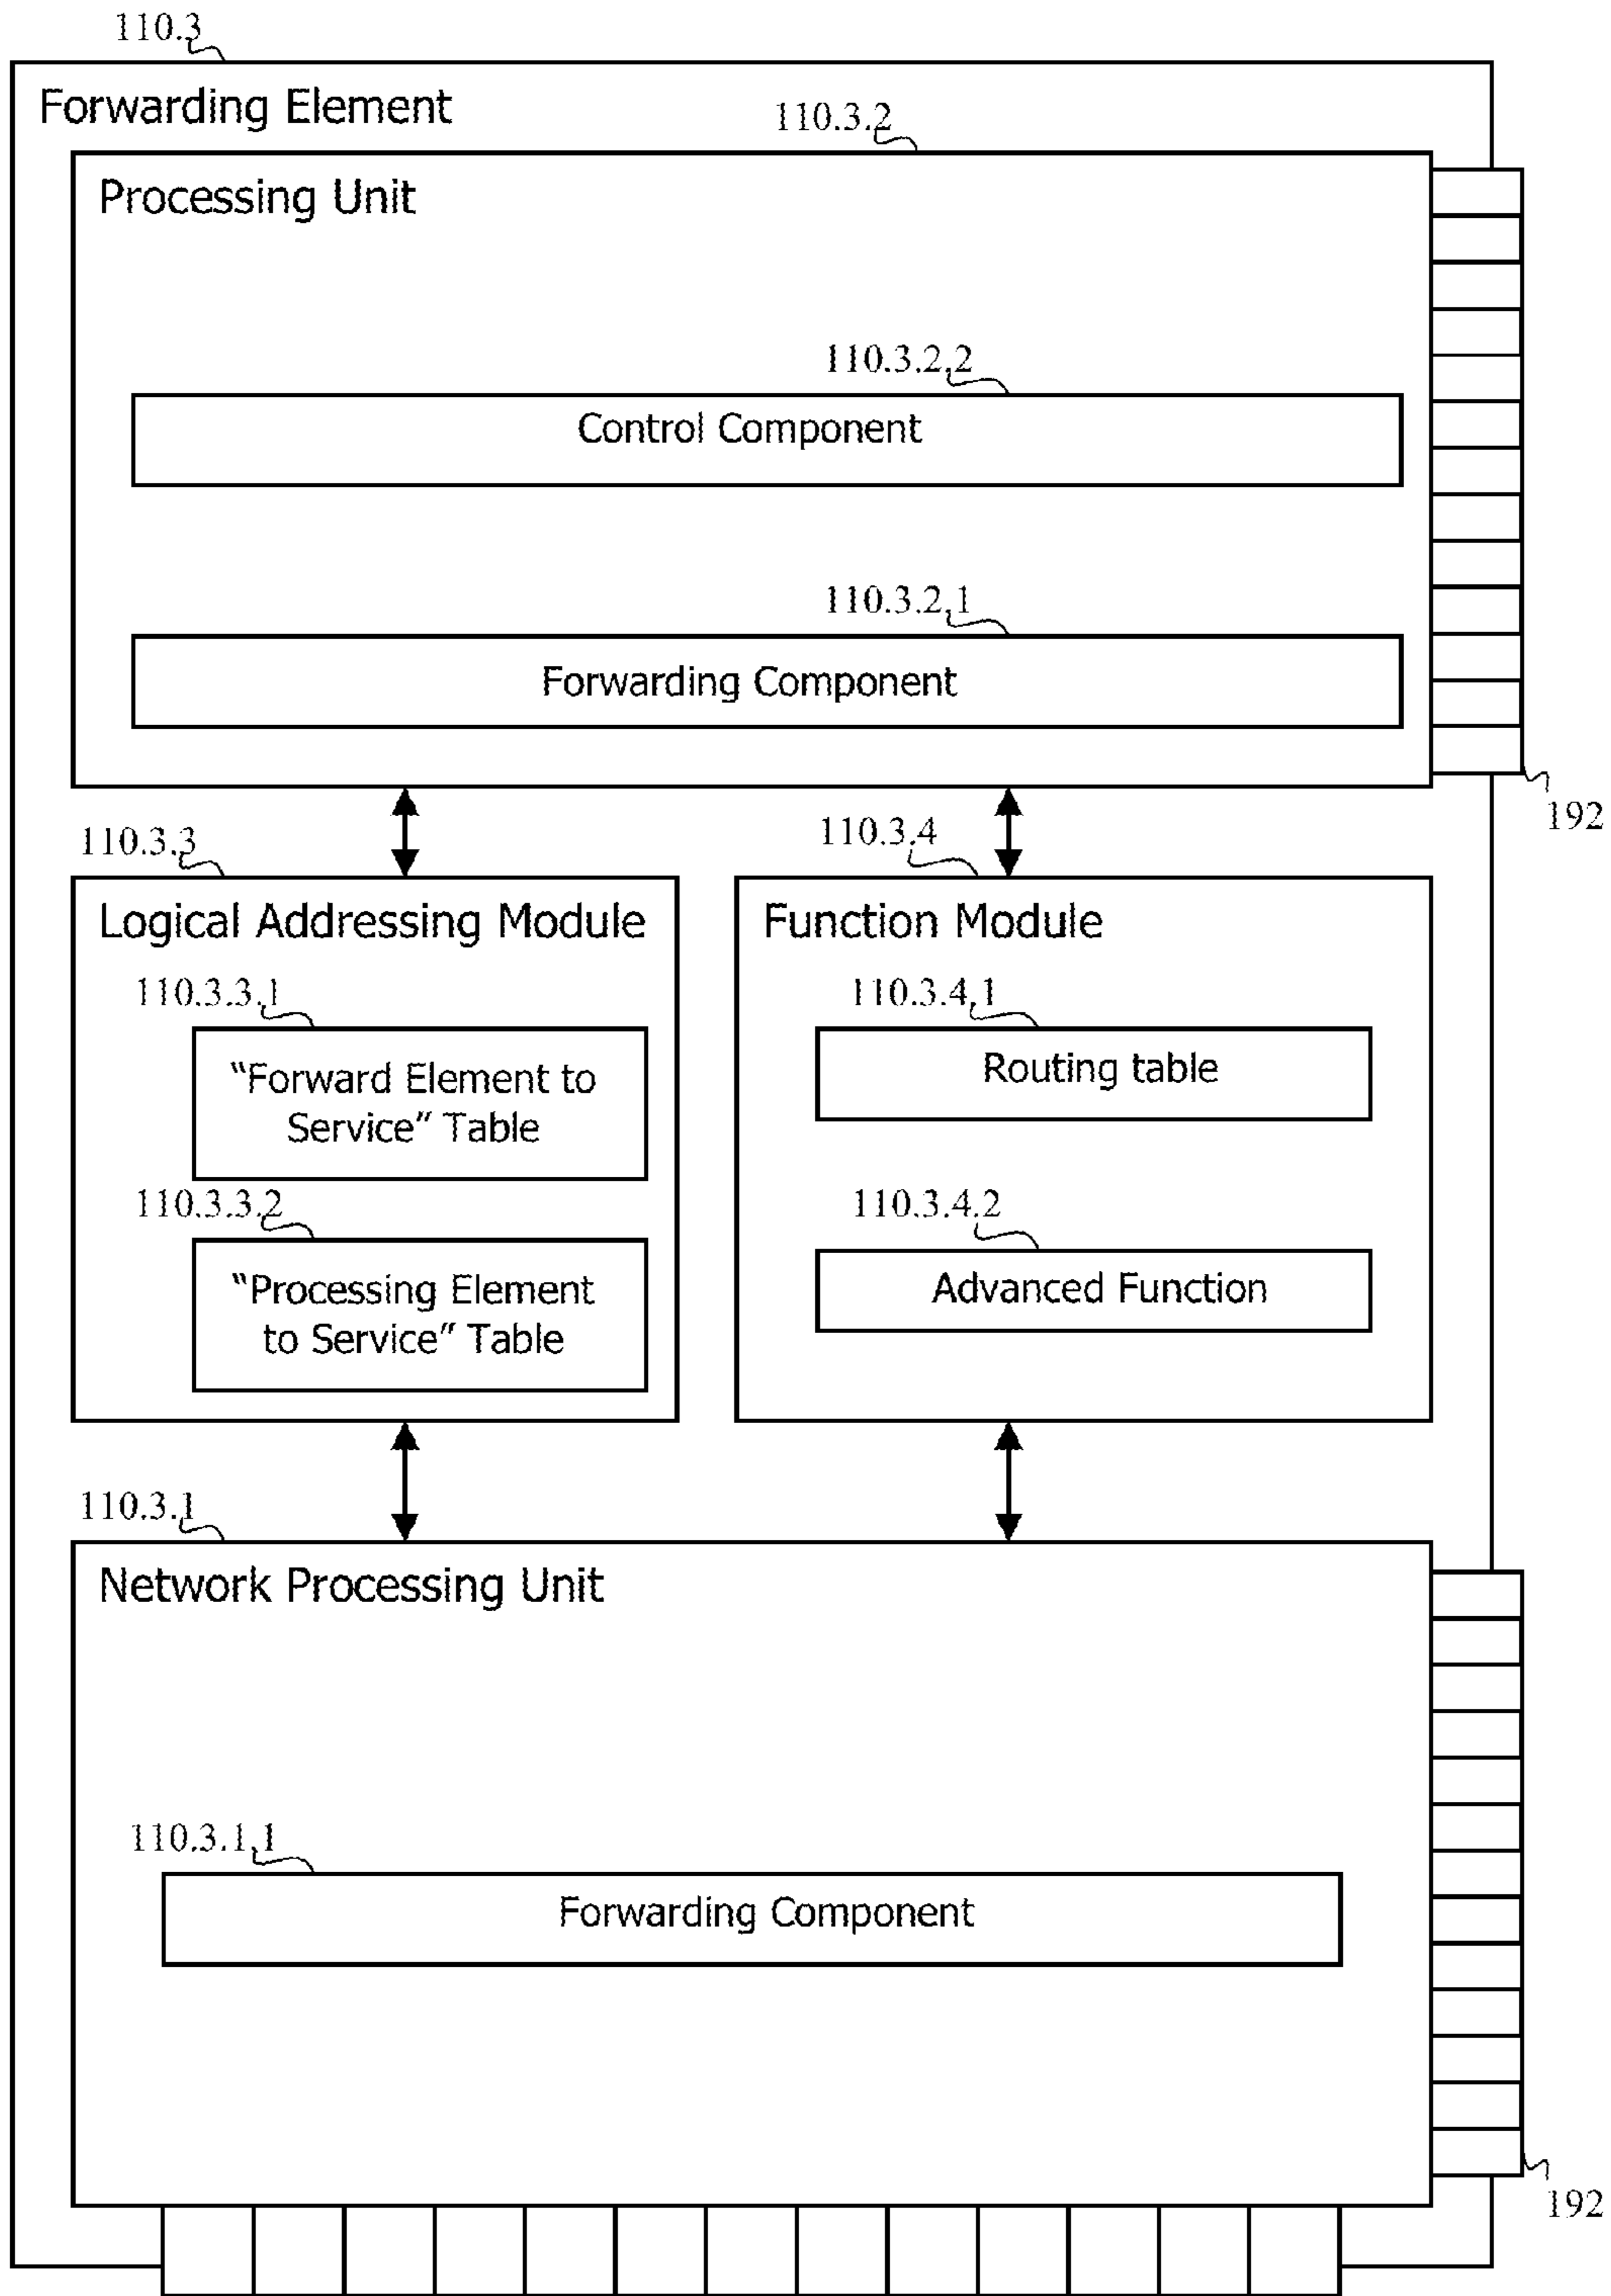 110.3
Forwarding Element
110.3.2
Processing Unit
110.3.2.2
Control Component
110.3.2.1
Forwarding Component
192
110.3.3
110.3.4
Logical Addressing Module
Function Module
110.3.3.1
110.3.4.1
“Forward Element to
Service” Table
Routing table
110.3.3.2
110.3.4.2
“Processing Element
to Service” Table
Advanced Function
110.3.1
Network Processing Unit
110.3.1.1
Forwarding Component
192